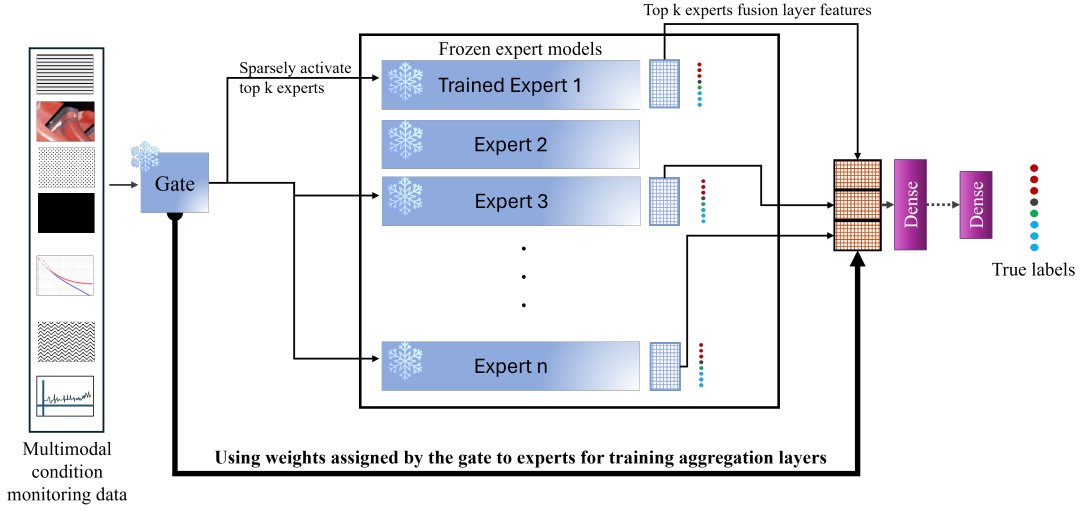 Top k experts fusion layer features
Frozen expert models
Sparsely activate
top k experts
Trained Expert 1
Expert 2
Gate
Expert 3
Expert n
Dense
Dense
True labels
Multimodal
condition
monitoring data
Using weights assigned by the gate to experts for training aggregation layers